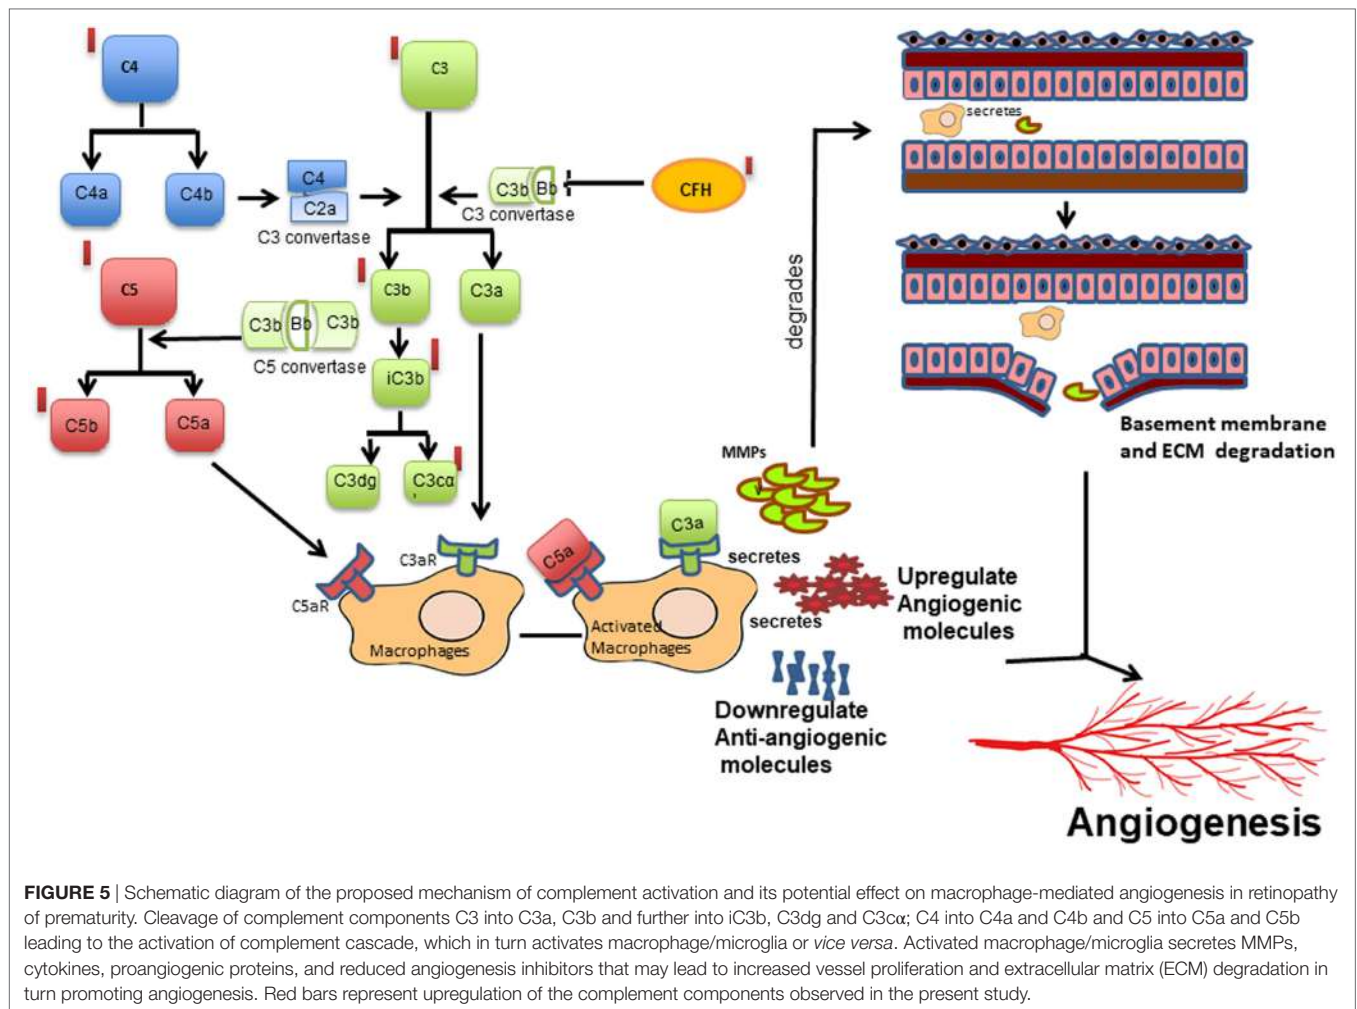 C4
C3
secretes
C4a
C4b
C4
C2a
C3 convertase
C3b
Bb
C3 convertase
CFH
C5
C3b
C3a
C3b
Bb
C3b
C5 convertase
iC3b
C5b
C5a
C3dg
C3cα
degrades
Basement membrane
and ECM degradation
MMPs
C3aR
C5aR
C5a
C3a
secretes
secretes
Macrophages
Activated
Macrophages
Upregulate
Angiogenic
molecules
Downregulate
Anti-angiogenic
molecules
Angiogenesis
FIGURE 5 | Schematic diagram of the proposed mechanism of complement activation and its potential effect on macrophage-mediated angiogenesis in retinopathy
of prematurity. Cleavage of complement components C3 into C3a, C3b and further into iC3b, C3dg and C3cα; C4 into C4a and C4b and C5 into C5a and C5b
leading to the activation of complement cascade, which in turn activates macrophage/microglia or vice versa. Activated macrophage/microglia secretes MMPs,
cytokines, proangiogenic proteins, and reduced angiogenesis inhibitors that may lead to increased vessel proliferation and extracellular matrix (ECM) degradation in
turn promoting angiogenesis. Red bars represent upregulation of the complement components observed in the present study.